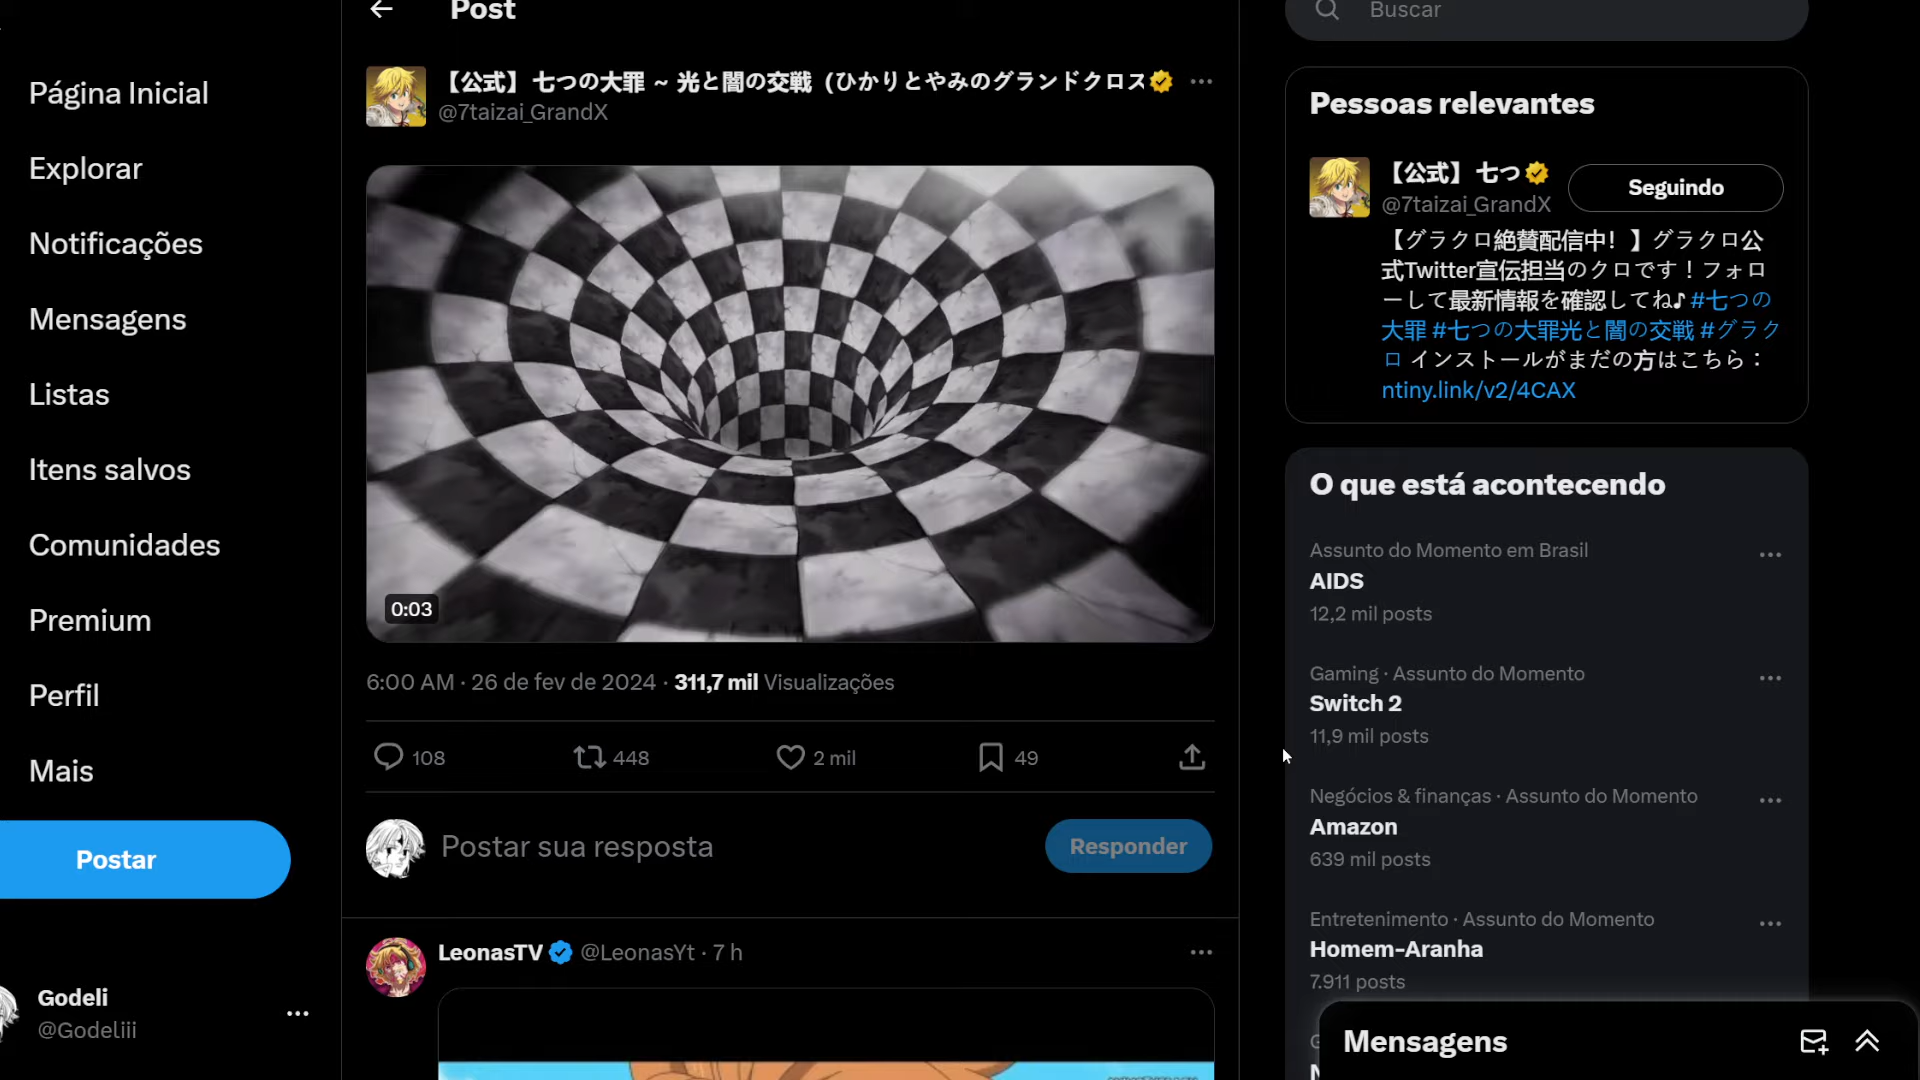 Post
Página Inicial
Explorar
Notificações
Mensagens
Listas
Itens salvos
Comunidades
Premium
Perfil
Mais
Postar
Godeli
@Godeliii
【公式】七つの大罪 ~ 光と闇の交戦（ひかりとやみのグランドクロス
@7taizai_GrandX
0:03
6:00 AM · 26 de fev de 2024 · 311,7 mil Visualizações
108
448
2 mil
49
Postar sua resposta
Responder
LeonasTV @LeonasYt · 7 h
Buscar
Pessoas relevantes
【公式】七つ
@7taizai_GrandX
Seguindo
【グラクロ絶賛配信中！】グラクロ公
式Twitter宣伝担当のクロです！フォロ
ーして最新情報を確認してね♪ #七つの
大罪 #七つの大罪光と闇の交戦 #グラク
ロ インストールがまだの方はこちら：
ntiny.link/v2/4CAX
O que está acontecendo
Assunto do Momento em Brasil
AIDS
12,2 mil posts
Gaming · Assunto do Momento
Switch 2
11,9 mil posts
Negócios & finanças · Assunto do Momento
Amazon
639 mil posts
Entretenimento · Assunto do Momento
Homem-Aranha
7.911 posts
Mensagens